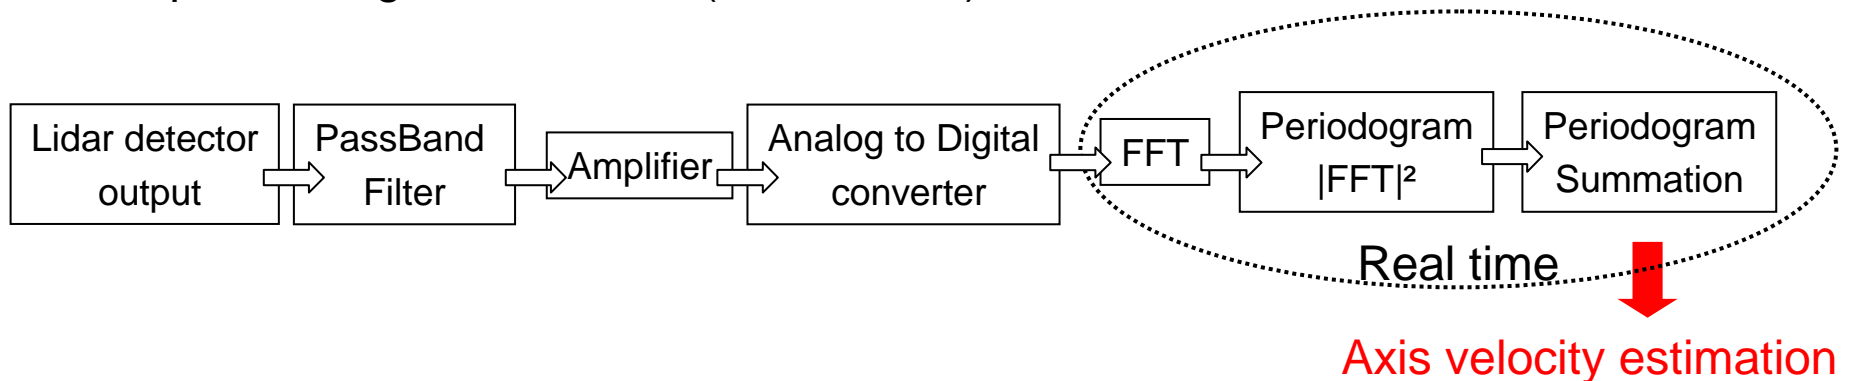 Lidar detector
output
PassBand
Filter
Amplifier
Analog to Digital
converter
FFT
Periodogram
|FFT|²
Periodogram
Summation
Real time
Axis velocity estimation